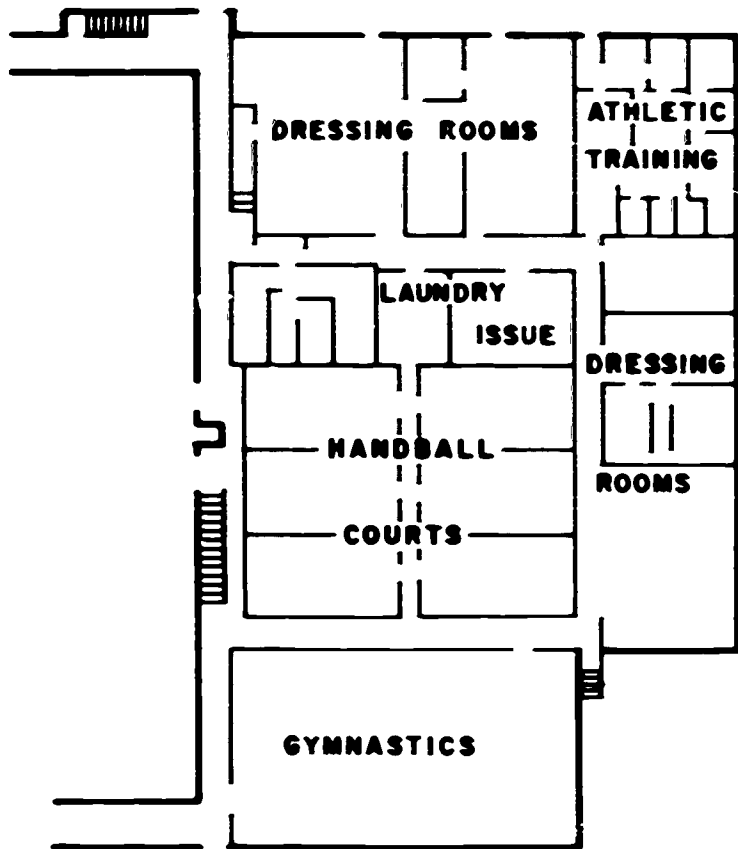 DRESSING ROOMS
ATHLETIC
TRAINING
LAUNDRY
ISSUE
DRESSING
ROOMS
HANDBALL
COURTS
GYMNASTICS